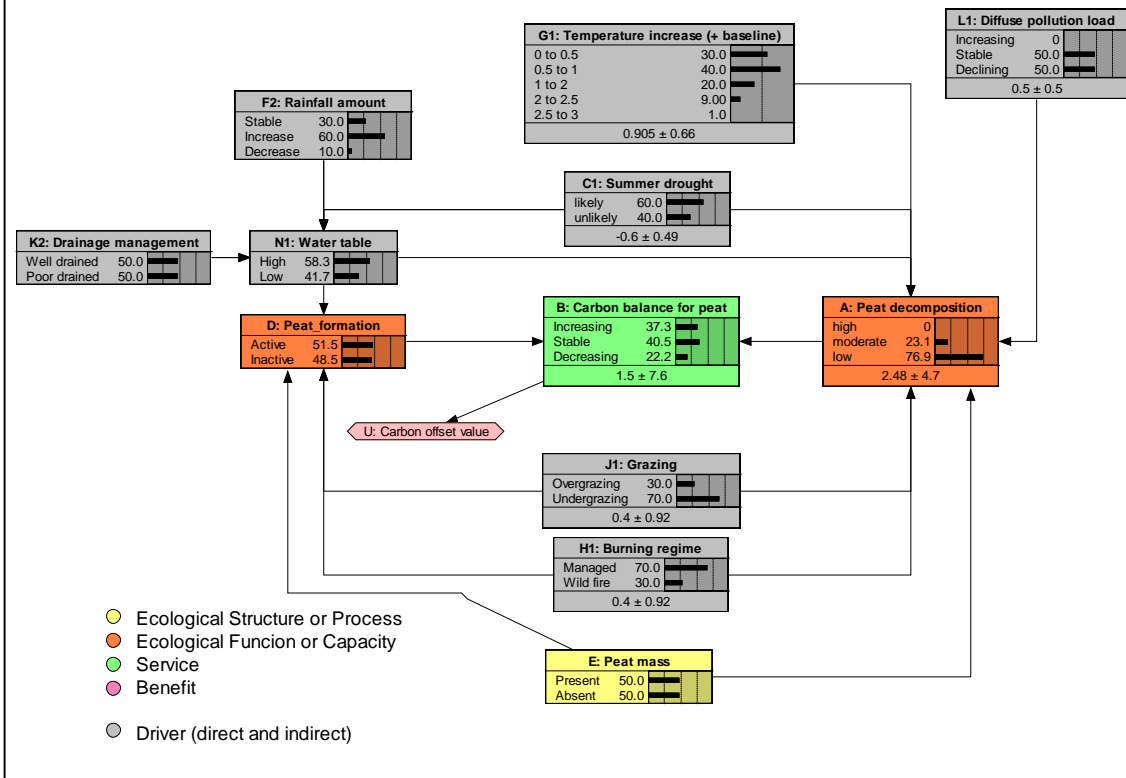 L1: Diffuse pollution load
Increasing 0
Stable 50.0
Declining 50.0
0.5 ± 0.5
G1: Temperature increase (+ baseline)
0 to 0.5 30.0
0.5 to 1 40.0
1 to 2 20.0
2 to 2.5 9.00
2.5 to 3 1.0
0.905 ± 0.66
F2: Rainfall amount
Stable 30.0
Increase 60.0
Decrease 10.0
C1: Summer drought
likely 60.0
unlikely 40.0
-0.6 ± 0.49
K2: Drainage management
Well drained 50.0
Poor drained 50.0
N1: Water table
High 58.3
Low 41.7
D: Peat_formation
Active 51.5
Inactive 48.5
B: Carbon balance for peat
Increasing 37.3
Stable 40.5
Decreasing 22.2
1.5 ± 7.6
A: Peat decomposition
high 0
moderate 23.1
low 76.9
2.48 ± 4.7
U: Carbon offset value
J1: Grazing
Overgrazing 30.0
Undergrazing 70.0
0.4 ± 0.92
H1: Burning regime
Managed 70.0
Wild fire 30.0
0.4 ± 0.92
E: Peat mass
Present 50.0
Absent 50.0
Ecological Structure or Process
Ecological Funcion or Capacity
Service
Benefit
Driver (direct and indirect)